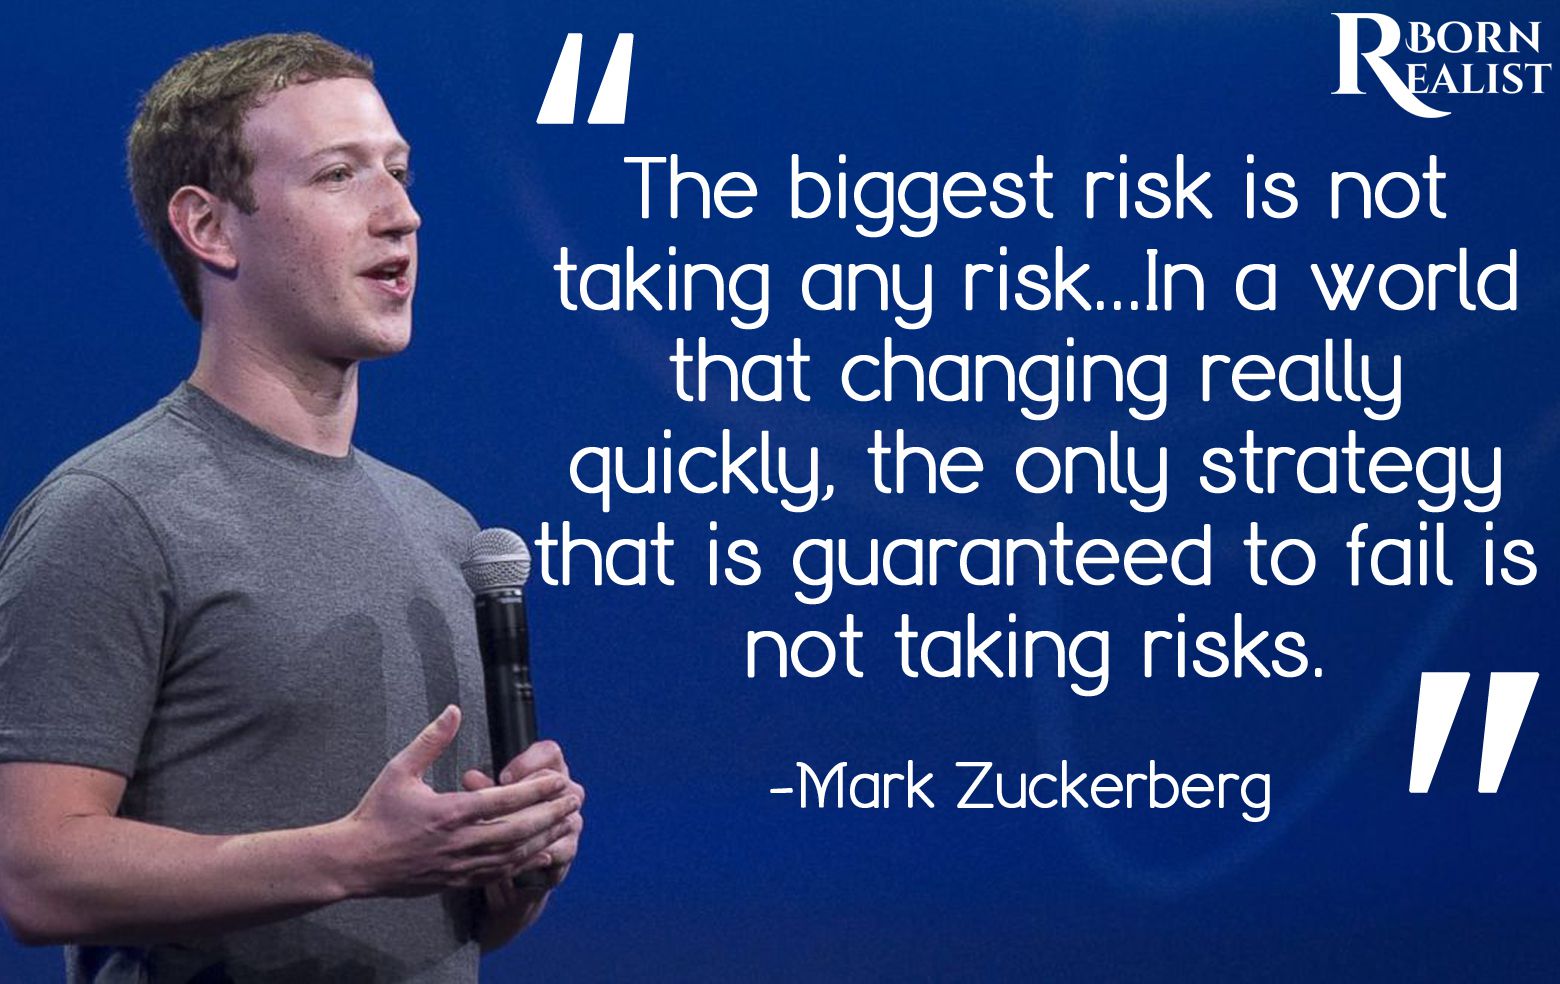 BORN
REALIST
“
The biggest risk is not
taking any risk...In a world
that changing really
quickly, the only strategy
that is guaranteed to fail is
not taking risks.
"
-Mark Zuckerberg